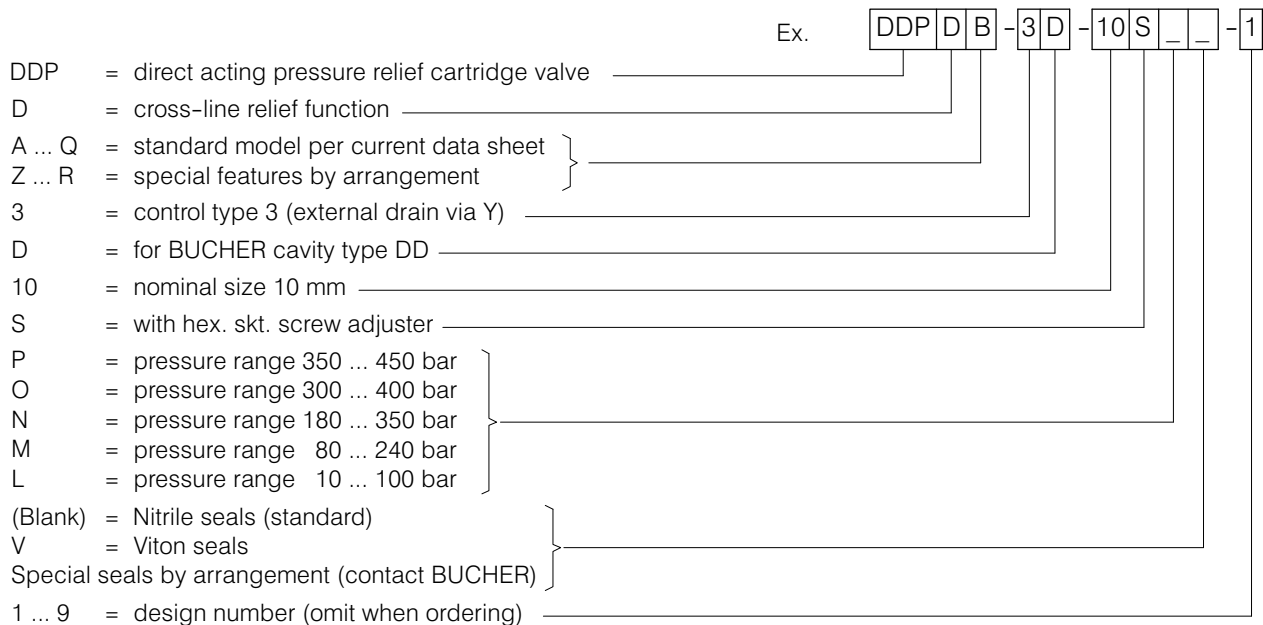 Ex. DDP D B -3 D -10 S _ _ -1
DDP = direct acting pressure relief cartridge valve
D = cross-line relief function
A ... Q = standard model per current data sheet
Z ... R = special features by arrangement
3 = control type 3 (external drain via Y)
D = for BUCHER cavity type DD
10 = nominal size 10 mm
S = with hex. skt. screw adjuster
P = pressure range 350 ... 450 bar
O = pressure range 300 ... 400 bar
N = pressure range 180 ... 350 bar
M = pressure range 80 ... 240 bar
L = pressure range 10 ... 100 bar
(Blank) = Nitrile seals (standard)
V = Viton seals
Special seals by arrangement (contact BUCHER)
1 ... 9 = design number (omit when ordering)